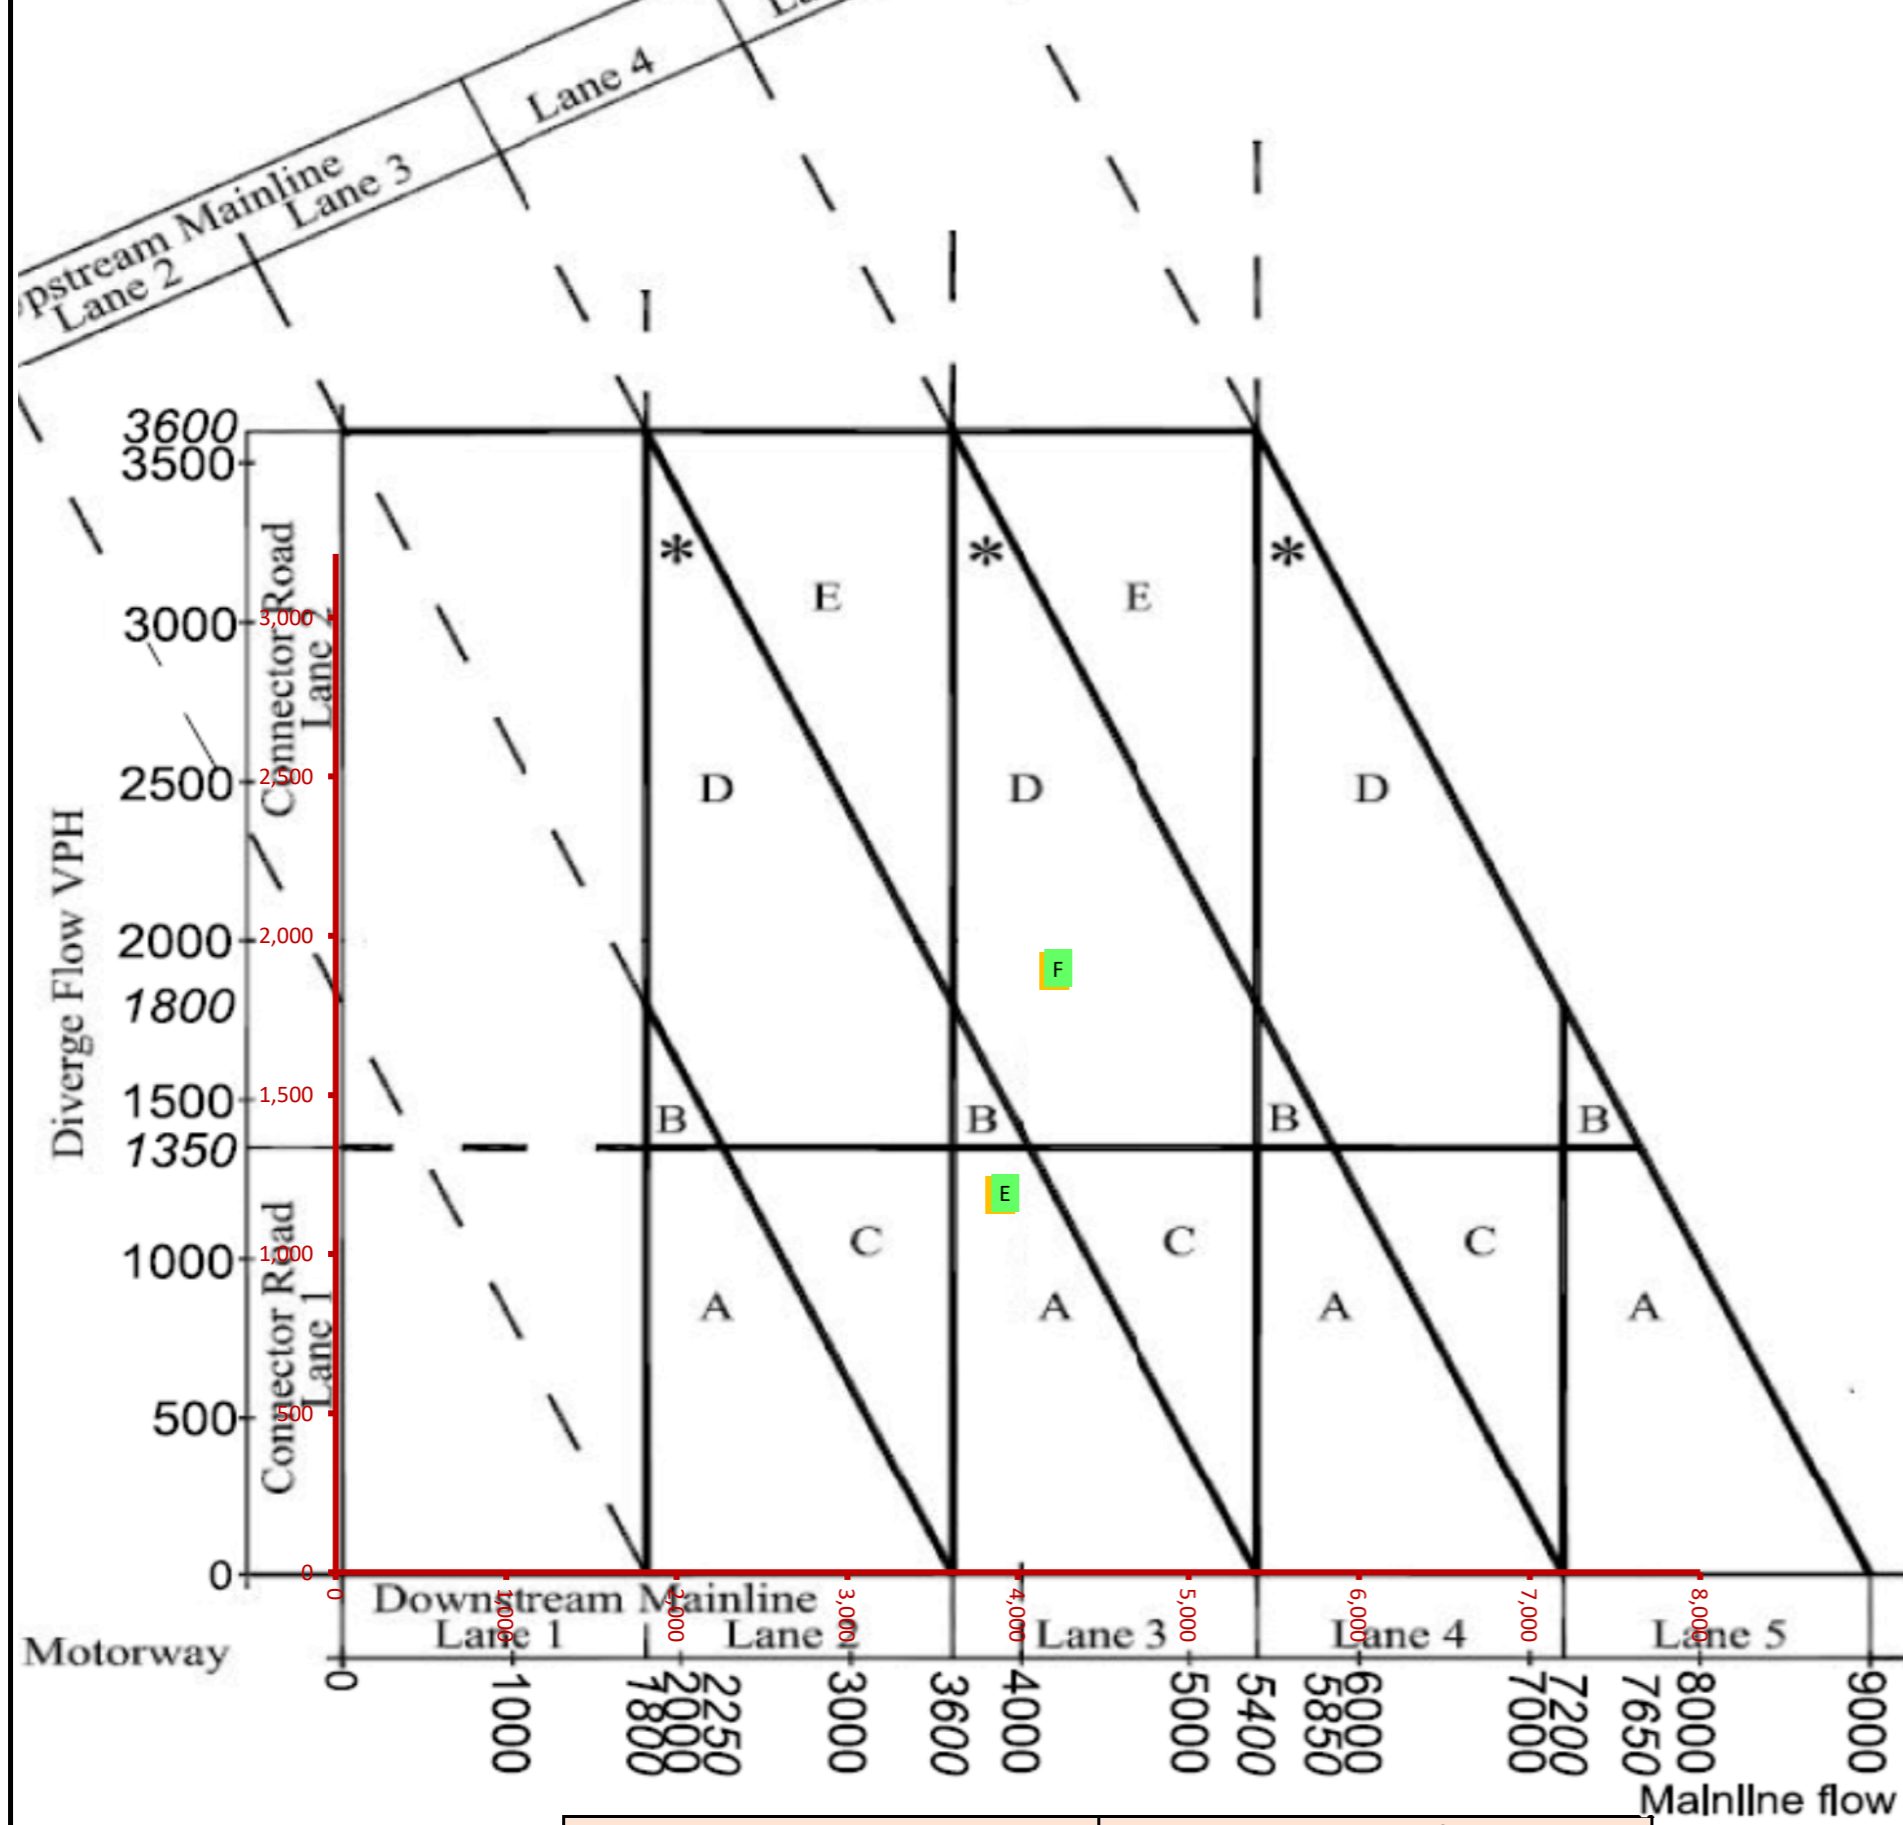 Lane 4
Upstream Mainline
Lane 3
Lane 2
3600
3500
3000
2500
2000
1800
1500
1350
1000
500
0
Diverge Flow VPH
Connector Road
Lane 2
Connector Road
Lane 1
3,000
2,500
2,000
1,500
1,000
500
0
* * *
E E
D D D
F
B B B B
E
C C C
A A A A
0 1,000 2,000 3,000 4,000 5,000 6,000 7,000 8,000
Downstream Mainline
Lane 1 Lane 2 Lane 3 Lane 4 Lane 5
Motorway
0 1000 1800 2000 2250 3000 3600 4000 5000 5400 5850 6000 7000 7200 7650 8000 9000
Mainline flow